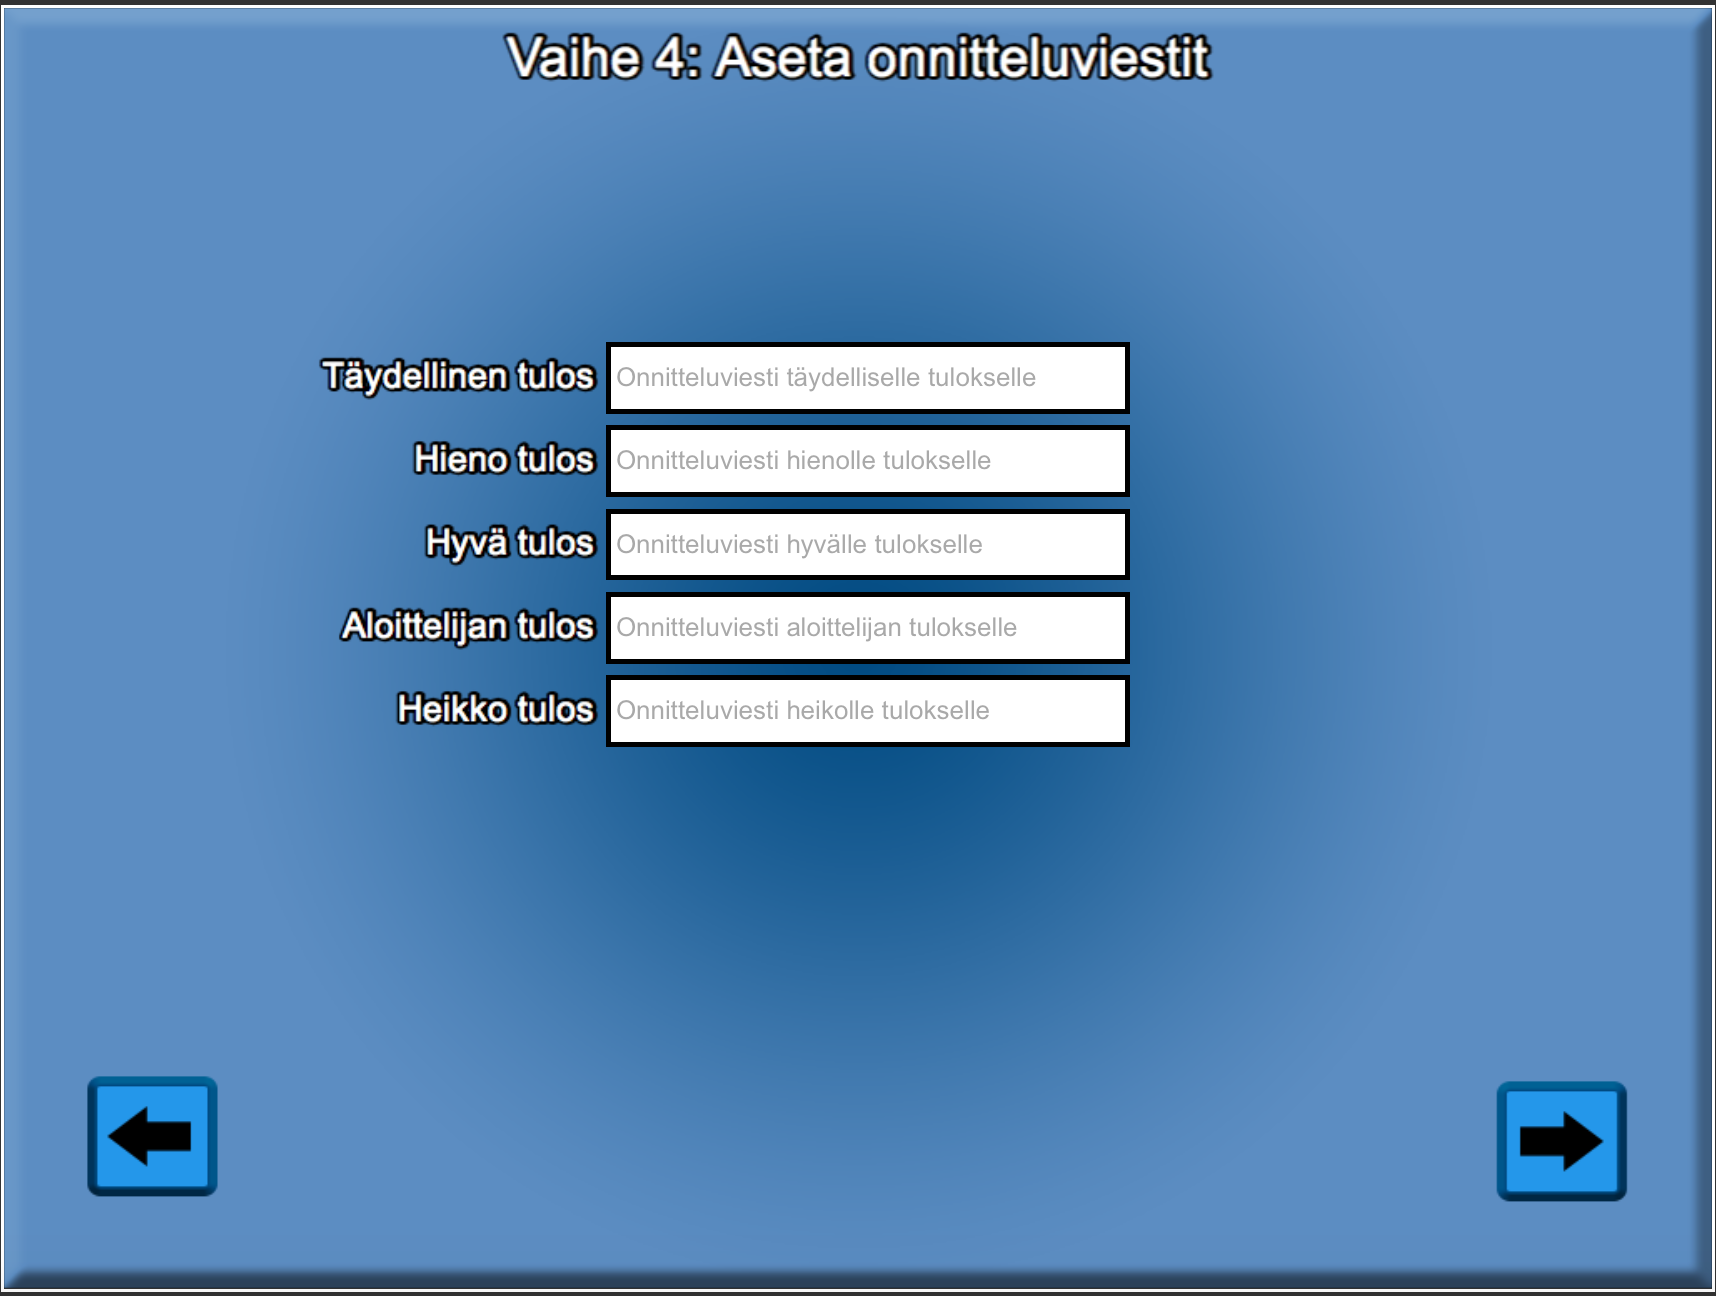 Vaihe 4: Aseta onnitteluviestit
Täydellinen tulos Onnitteluviesti täydelliselle tulokselle
Hieno tulos Onnitteluviesti hienolle tulokselle
Hyvä tulos Onnitteluviesti hyvälle tulokselle
Aloittelijan tulos Onnitteluviesti aloittelijan tulokselle
Heikko tulos Onnitteluviesti heikolle tulokselle